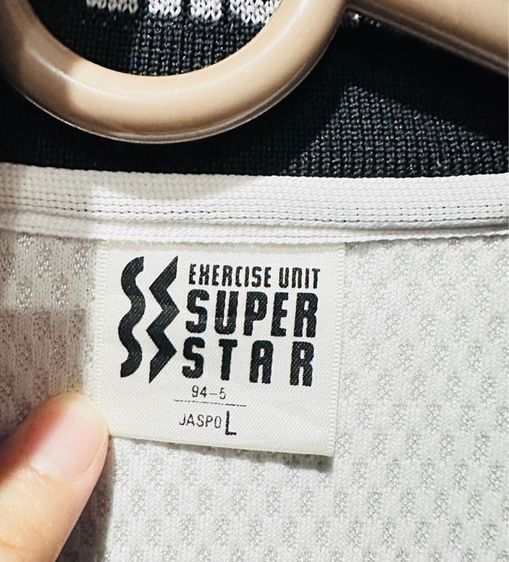 EXERCISE UNIT
SUPER
STAR
94-5
JASPO L